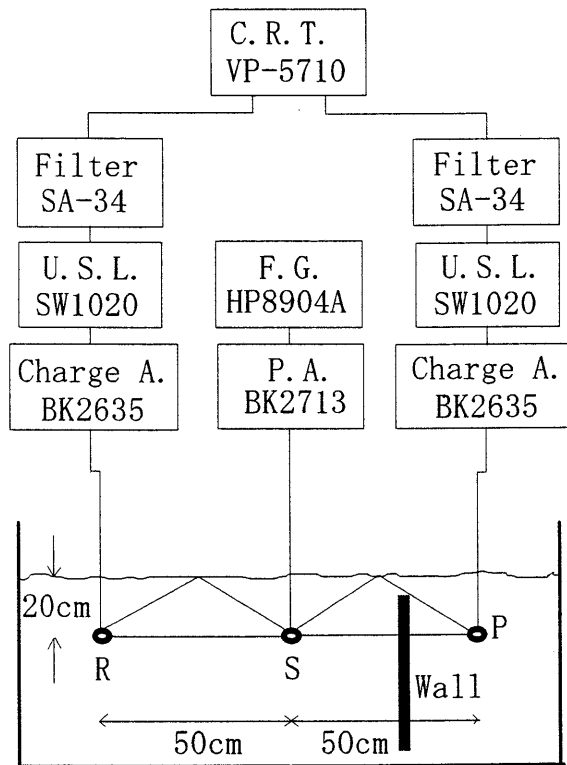 C. R. T.
VP-5710
Filter
SA-34
Filter
SA-34
U. S. L.
SW1020
F. G.
HP8904A
U. S. L.
SW1020
Charge A.
BK2635
P. A.
BK2713
Charge A.
BK2635
20cm
R
S
P
Wall
50cm
50cm